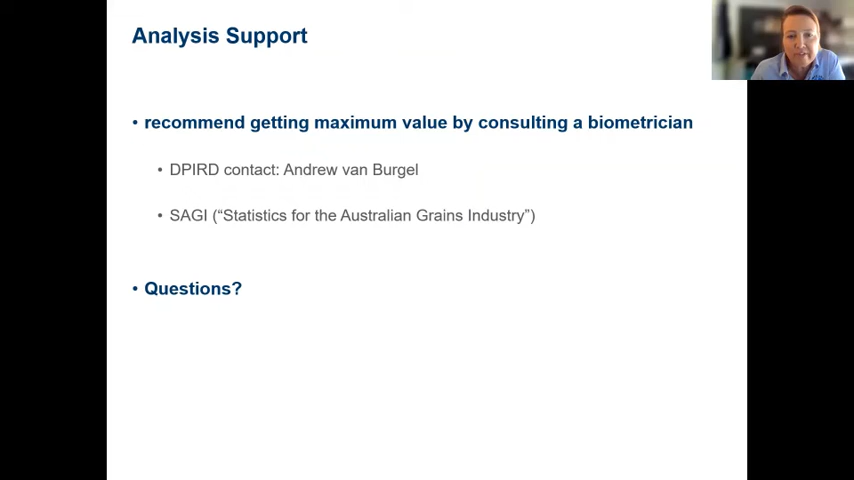 Analysis Support
• recommend getting maximum value by consulting a biometrician
• DPIRD contact: Andrew van Burgel
• SAGI (“Statistics for the Australian Grains Industry”)
• Questions?